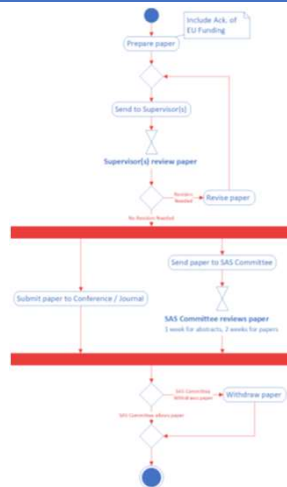 Include Ack. of
EU Funding
Prepare paper
Send to Supervisor(s)
Supervisor(s) review paper
Revision
Needed
Revise paper
No Revision Needed
Send paper to SAS Committee
Submit paper to Conference / Journal
SAS Committee reviews paper
1 week for abstracts, 2 weeks for papers
SAS Committee
Withdraws paper
Withdraw paper
SAS Committee allows paper